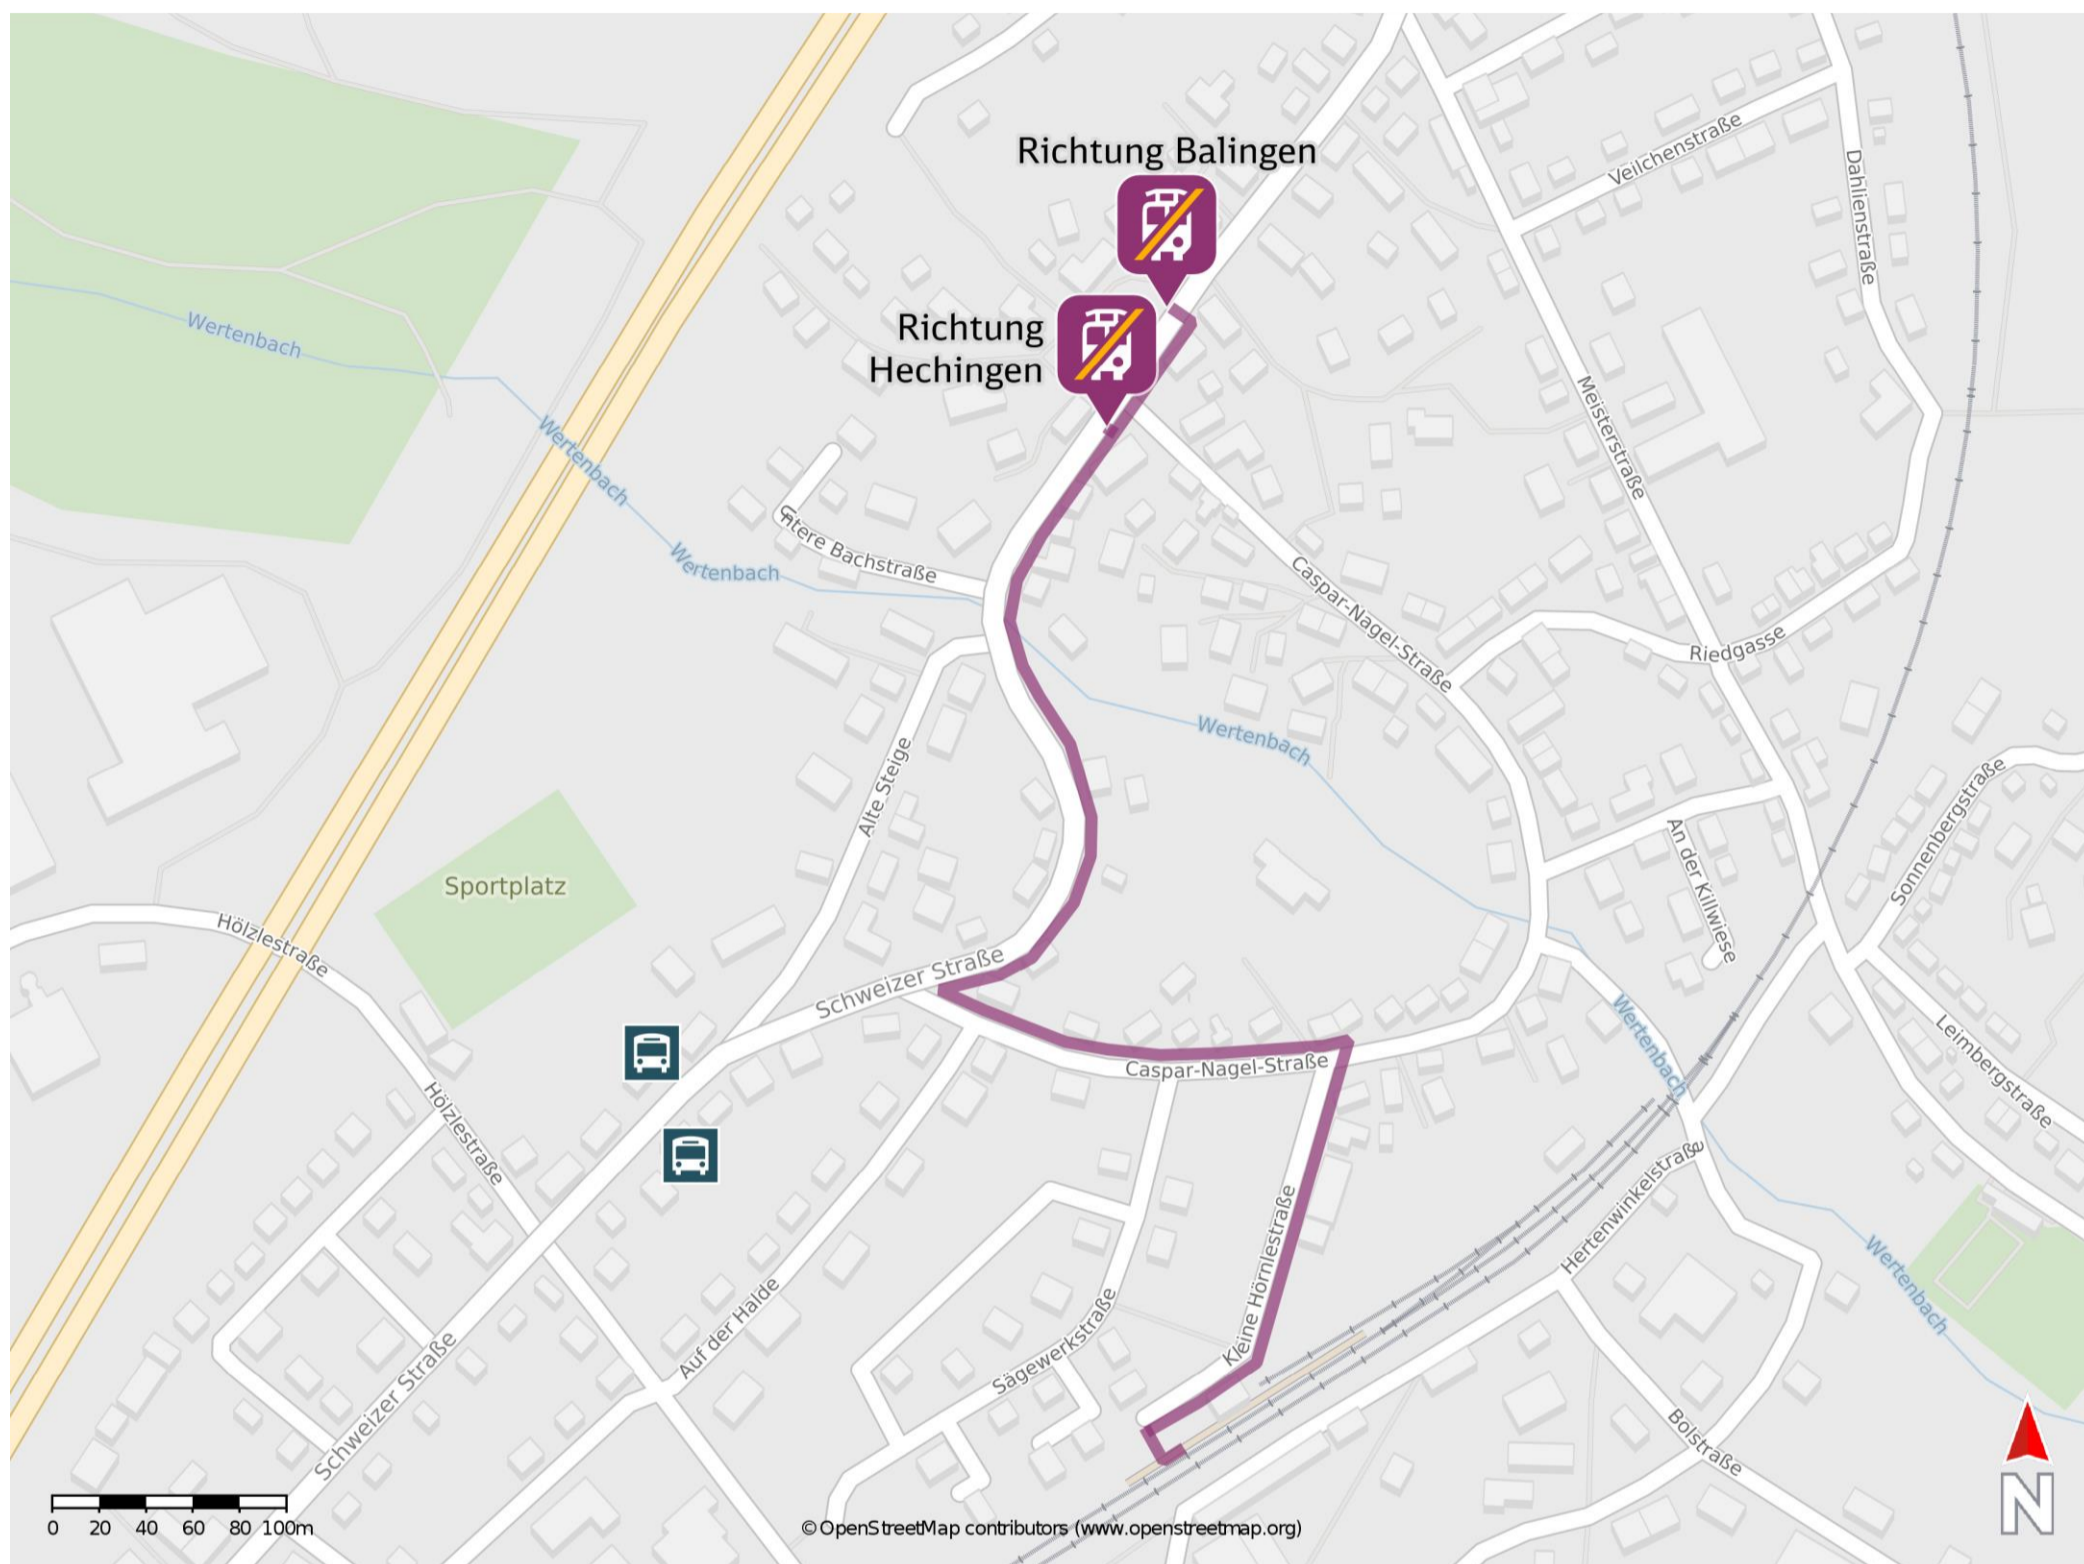 Richtung Balingen
Veilchenstraße
Dahlienstraße
Wertenbach
Richtung
Hechingen
Meisterstraße
Wertenbach
Wertenbach
Bachstraße
Caspar-Nagel-Straße
Riedgasse
Wertenbach
Alte Steige
Sonnenbergstraße
An der Killwiese
Sportplatz
Hölzlestraße
Schweizer Straße
Wertenbach
Leimbergstraße
Caspar-Nagel-Straße
Hölzlestraße
Hertenwinkelstraße
Kleine Hörnlestraße
Wertenbach
Auf der Halde
Sägewerkstraße
Schweizer Straße
Bolstraße
N
0 20 40 60 80 100m
© OpenStreetMap contributors (www.openstreetmap.org)